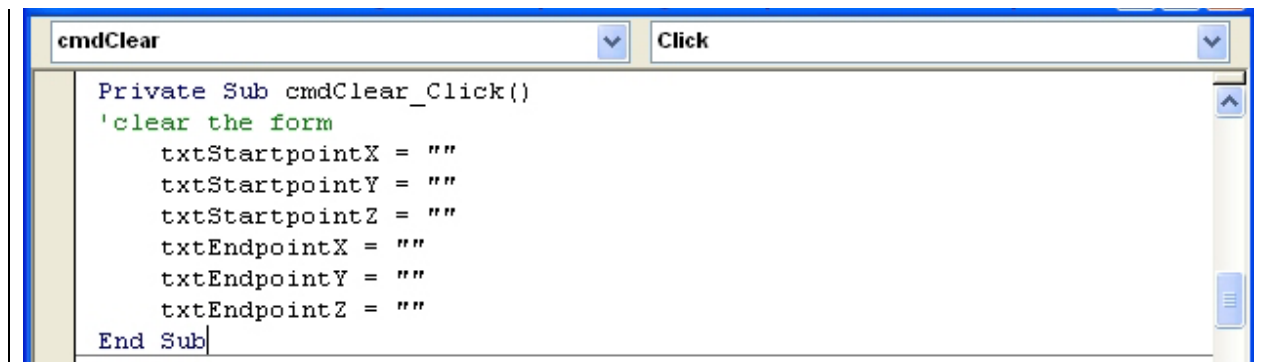 cmdClear Click
Private Sub cmdClear_Click()
'clear the form
    txtStartpointX = ""
    txtStartpointY = ""
    txtStartpointZ = ""
    txtEndpointX = ""
    txtEndpointY = ""
    txtEndpointZ = ""
End Sub